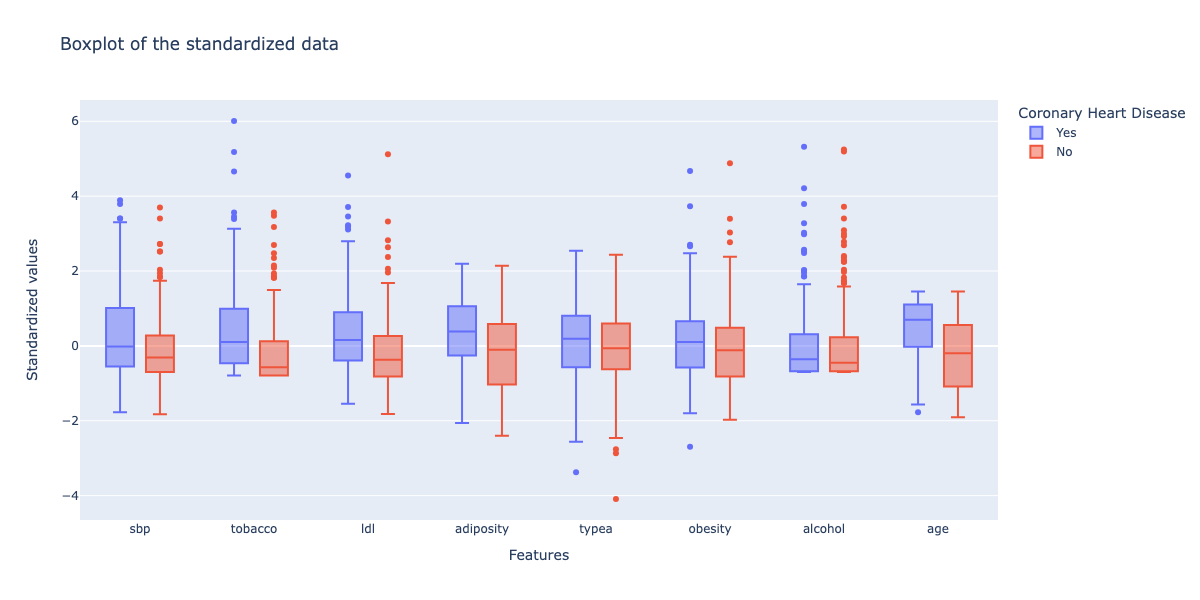 Boxplot of the standardized data
Coronary Heart Disease
Yes
No
Standardized values
6
4
2
0
−2
−4
sbp tobacco ldl adiposity typea obesity alcohol age
Features